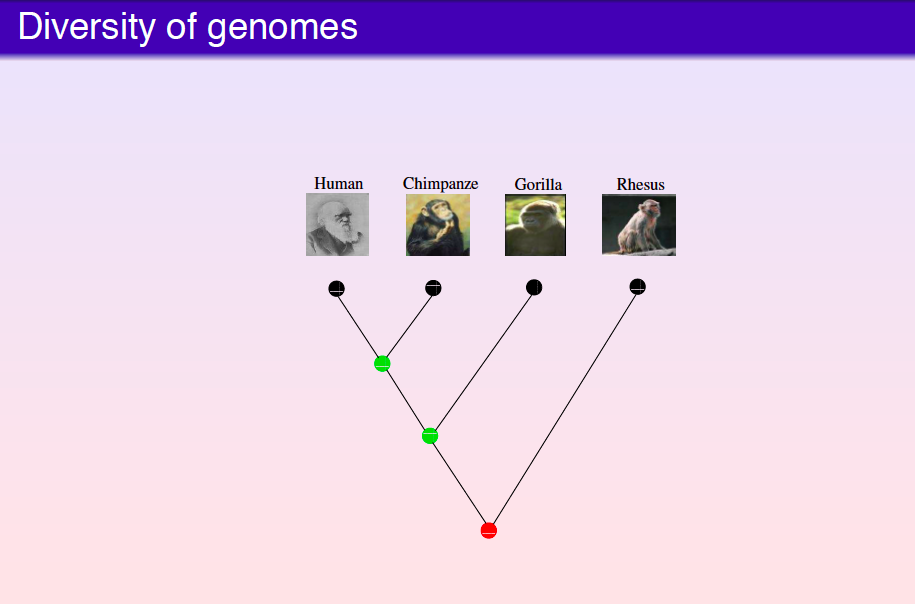 Diversity of genomes
Human Chimpanze Gorilla Rhesus